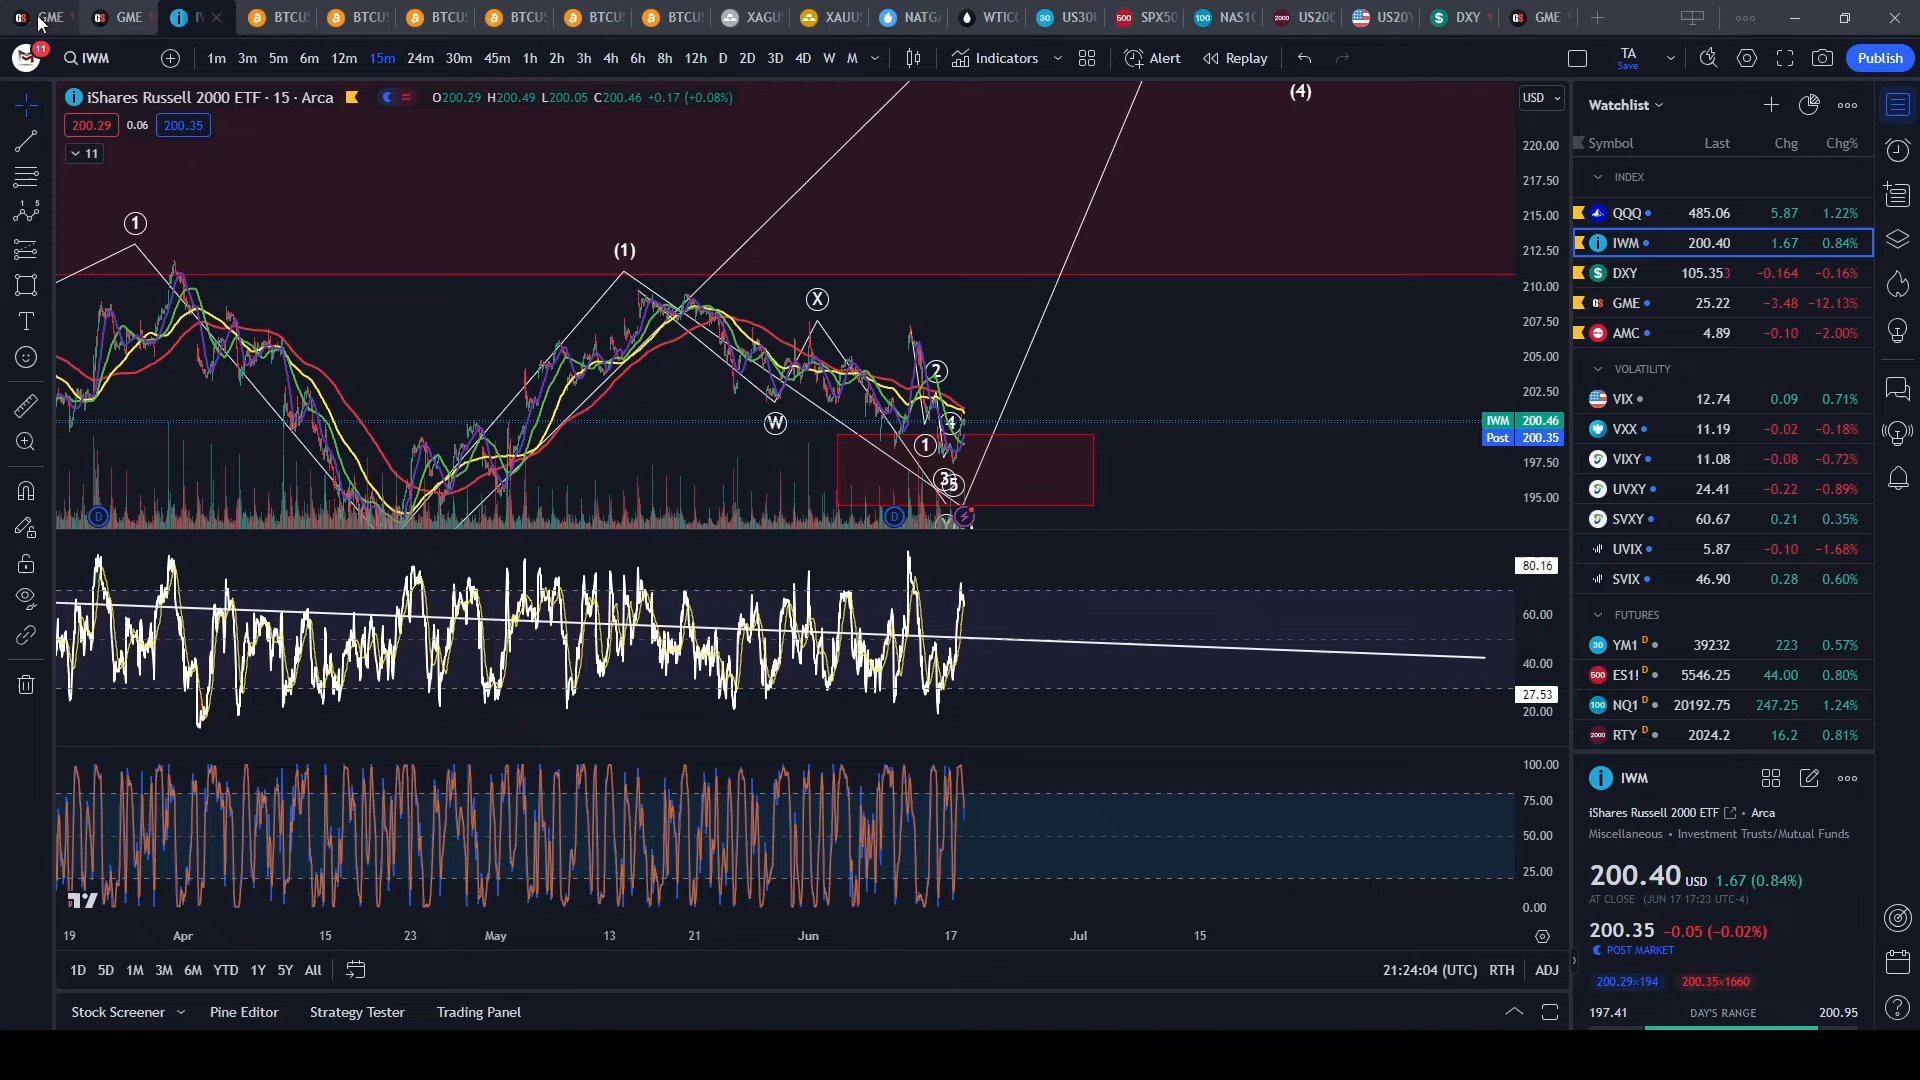 GME GME BTCU BTCU BTCU BTCU BTCU BTCU XAGU XAUU NATGA WTICO US30U SPX50 NAS10 US200 US20Y DXY GME
11 IWM 1m 3m 5m 6m 12m 15m 24m 30m 45m 1h 2h 3h 4h 6h 8h 12h D 2D 3D 4D W M Indicators Alert Replay TA Save Publish
iShares Russell 2000 ETF · 15 · Arca O200.29 H200.49 L200.05 C200.46 +0.17 (+0.08%)
200.29 0.06 200.35
11
(4)
1
(1)
X
W
2
4
1
3
5
D
D
USD
220.00
217.50
215.00
212.50
210.00
207.50
205.00
202.50
IWM 200.46
Post 200.35
197.50
195.00
80.16
60.00
40.00
27.53
20.00
100.00
75.00
50.00
25.00
0.00
19 Apr 15 23 May 13 21 Jun 17 Jul 15
1D 5D 1M 3M 6M YTD 1Y 5Y All 21:24:04 (UTC) RTH ADJ
Stock Screener Pine Editor Strategy Tester Trading Panel
Watchlist
Symbol Last Chg Chg%
INDEX
QQQ 485.06 5.87 1.22%
IWM 200.40 1.67 0.84%
DXY 105.353 −0.164 −0.16%
GME 25.22 −3.48 −12.13%
AMC 4.89 −0.10 −2.00%
VOLATILITY
VIX 12.74 0.09 0.71%
VXX 11.19 −0.02 −0.18%
VIXY 11.08 −0.08 −0.72%
UVXY 24.41 −0.22 −0.89%
SVXY 60.67 0.21 0.35%
UVIX 5.87 −0.10 −1.68%
SVIX 46.90 0.28 0.60%
FUTURES
30 YM1 D 39232 223 0.57%
500 ES1! D 5546.25 44.00 0.80%
100 NQ1 D 20192.75 247.25 1.24%
2000 RTY D 2024.2 16.2 0.81%
IWM
iShares Russell 2000 ETF • Arca
Miscellaneous • Investment Trusts/Mutual Funds
200.40 USD 1.67 (0.84%)
AT CLOSE (JUN 17 17:23 UTC-4)
200.35 −0.05 (−0.02%)
POST MARKET
200.29×194 200.35×1660
197.41 DAY'S RANGE 200.95